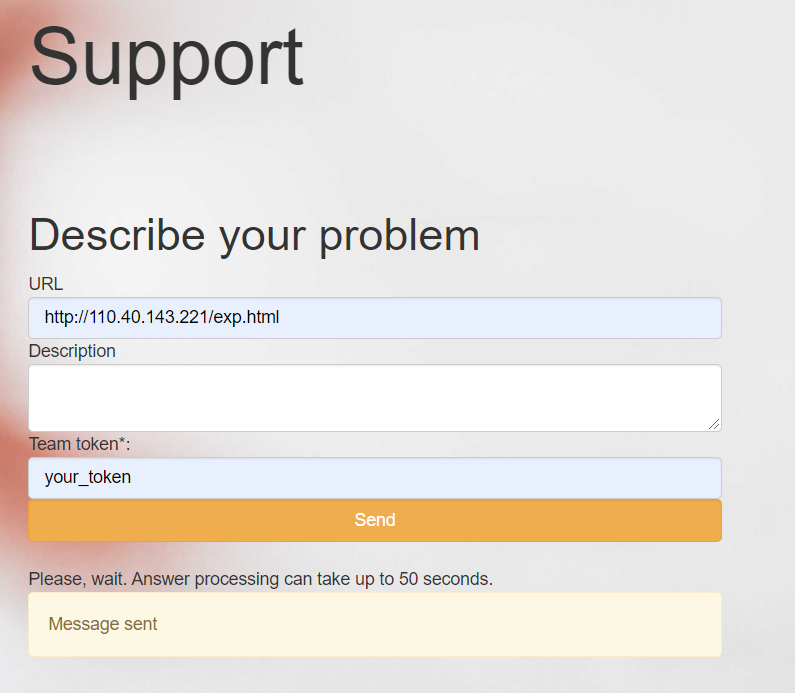 Support
Describe your problem
URL
http://110.40.143.221/exp.html
Description
Team token*:
your_token
Send
Please, wait. Answer processing can take up to 50 seconds.
Message sent